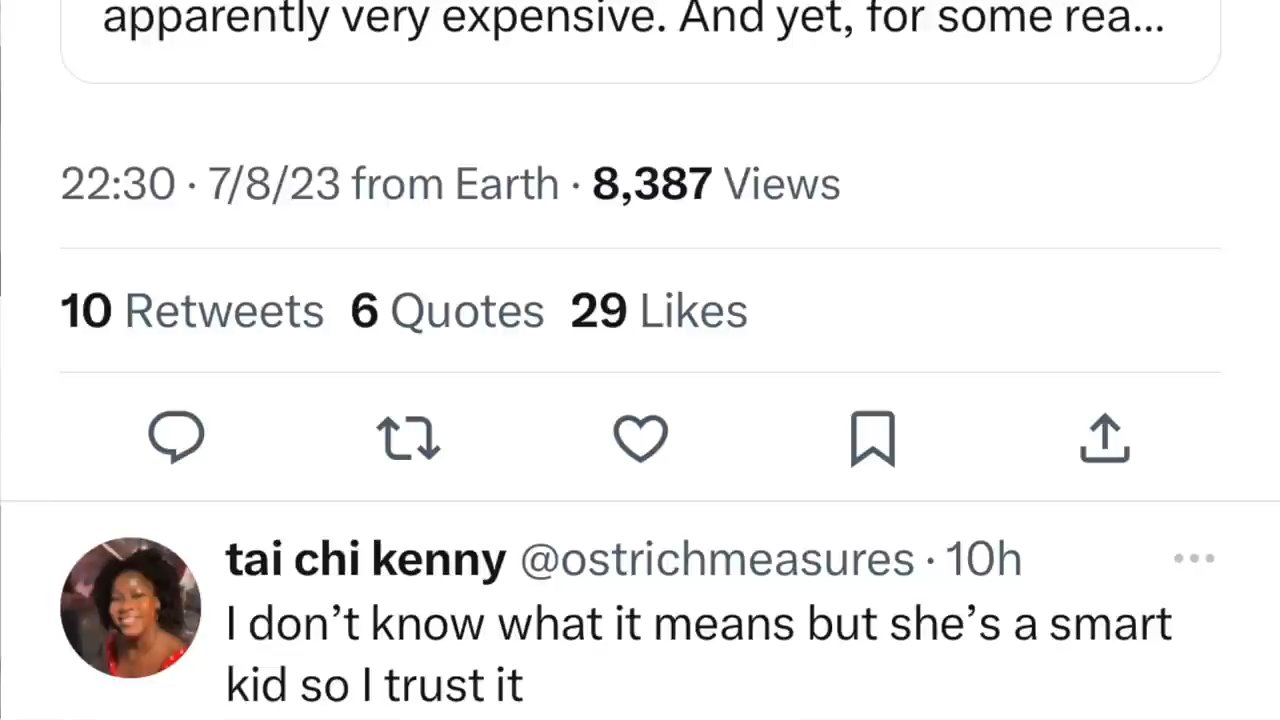 apparently very expensive. And yet, for some rea...
22:30 · 7/8/23 from Earth · 8,387 Views
10 Retweets 6 Quotes 29 Likes
tai chi kenny @ostrichmeasures · 10h
I don’t know what it means but she’s a smart
kid so I trust it